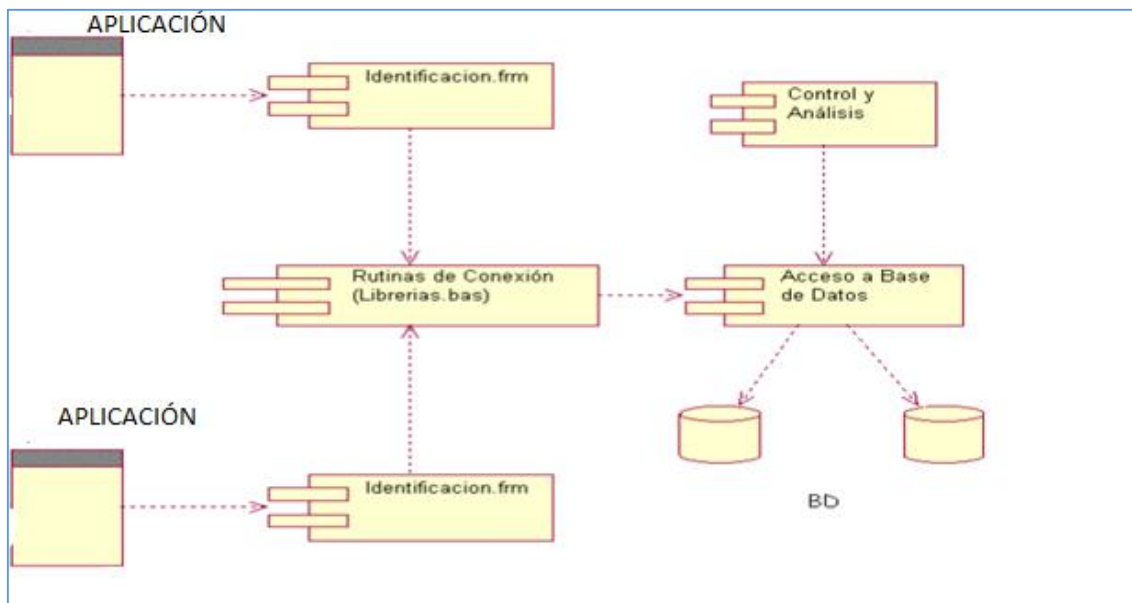 APLICACIÓN
Identificacion.frm
Control y
Análisis
Rutinas de Conexión
(Librerias.bas)
Acceso a Base
de Datos
APLICACIÓN
Identificacion.frm
BD